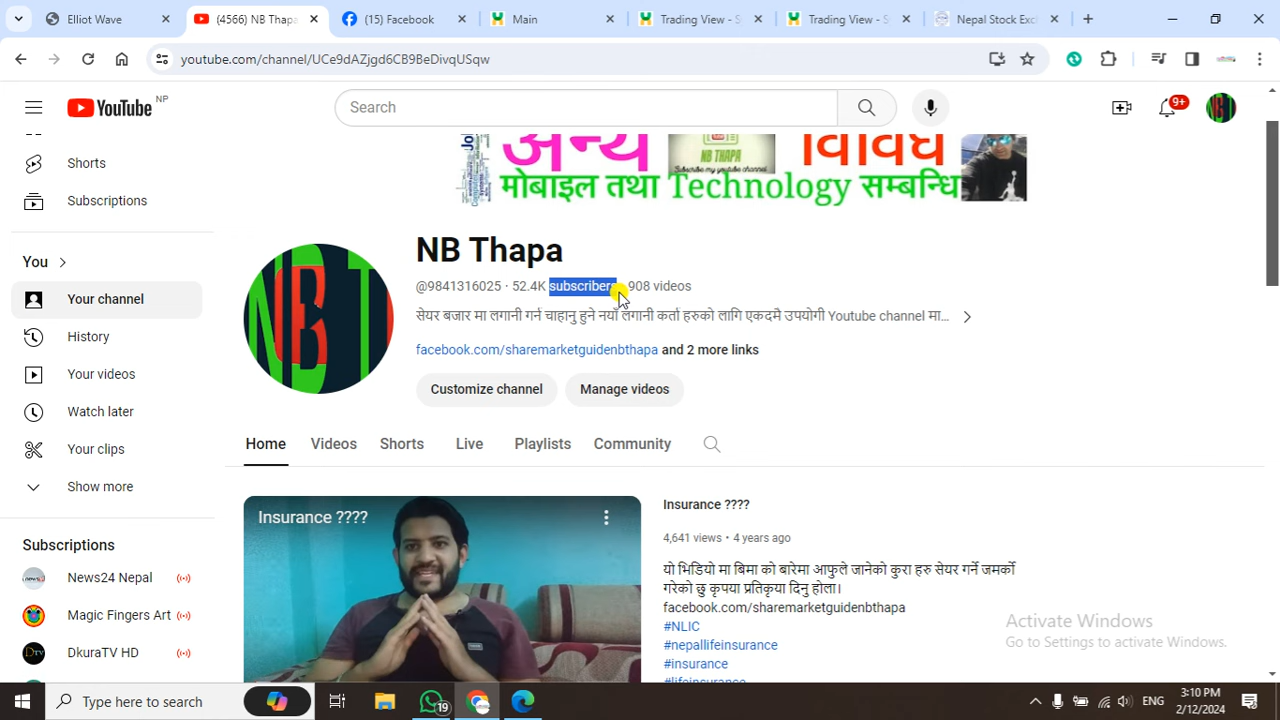 Elliot Wave
(4566) NB Thapa
(15) Facebook
Main
Trading View - S
Trading View - S
Nepal Stock Exc
youtube.com/channel/UCe9dAZjgd6CB9BeDivqUSqw
YouTube NP
Search
9+
Shorts
Subscriptions
You
Your channel
History
Your videos
Watch later
Your clips
Show more
Subscriptions
News24 Nepal
Magic Fingers Art
DkuraTV HD
अन्य
NB THAPA
Subscribe my youtube channel
विविध
मोबाइल तथा Technology सम्बन्धि
NB Thapa
@9841316025 · 52.4K subscribers 908 videos
सेयर बजार मा लगानी गर्न चाहानु हुने नयाँ लगानी कर्ता हरुको लागि एकदमै उपयोगी Youtube channel मा...
facebook.com/sharemarketguidenbthapa and 2 more links
Customize channel
Manage videos
Home
Videos
Shorts
Live
Playlists
Community
NBT
Insurance ????
Insurance ????
4,641 views • 4 years ago
यो भिडियो मा बिमा को बारेमा आफुले जानेको कुरा हरु सेयर गर्ने जमर्को
गरेको छु कृपया प्रतिकृया दिनु होला।
facebook.com/sharemarketguidenbthapa
#NLIC
#nepallifeinsurance
#insurance
#lifeinsurance
Activate Windows
Go to Settings to activate Windows.
Type here to search
19
ENG
3:10 PM
2/12/2024